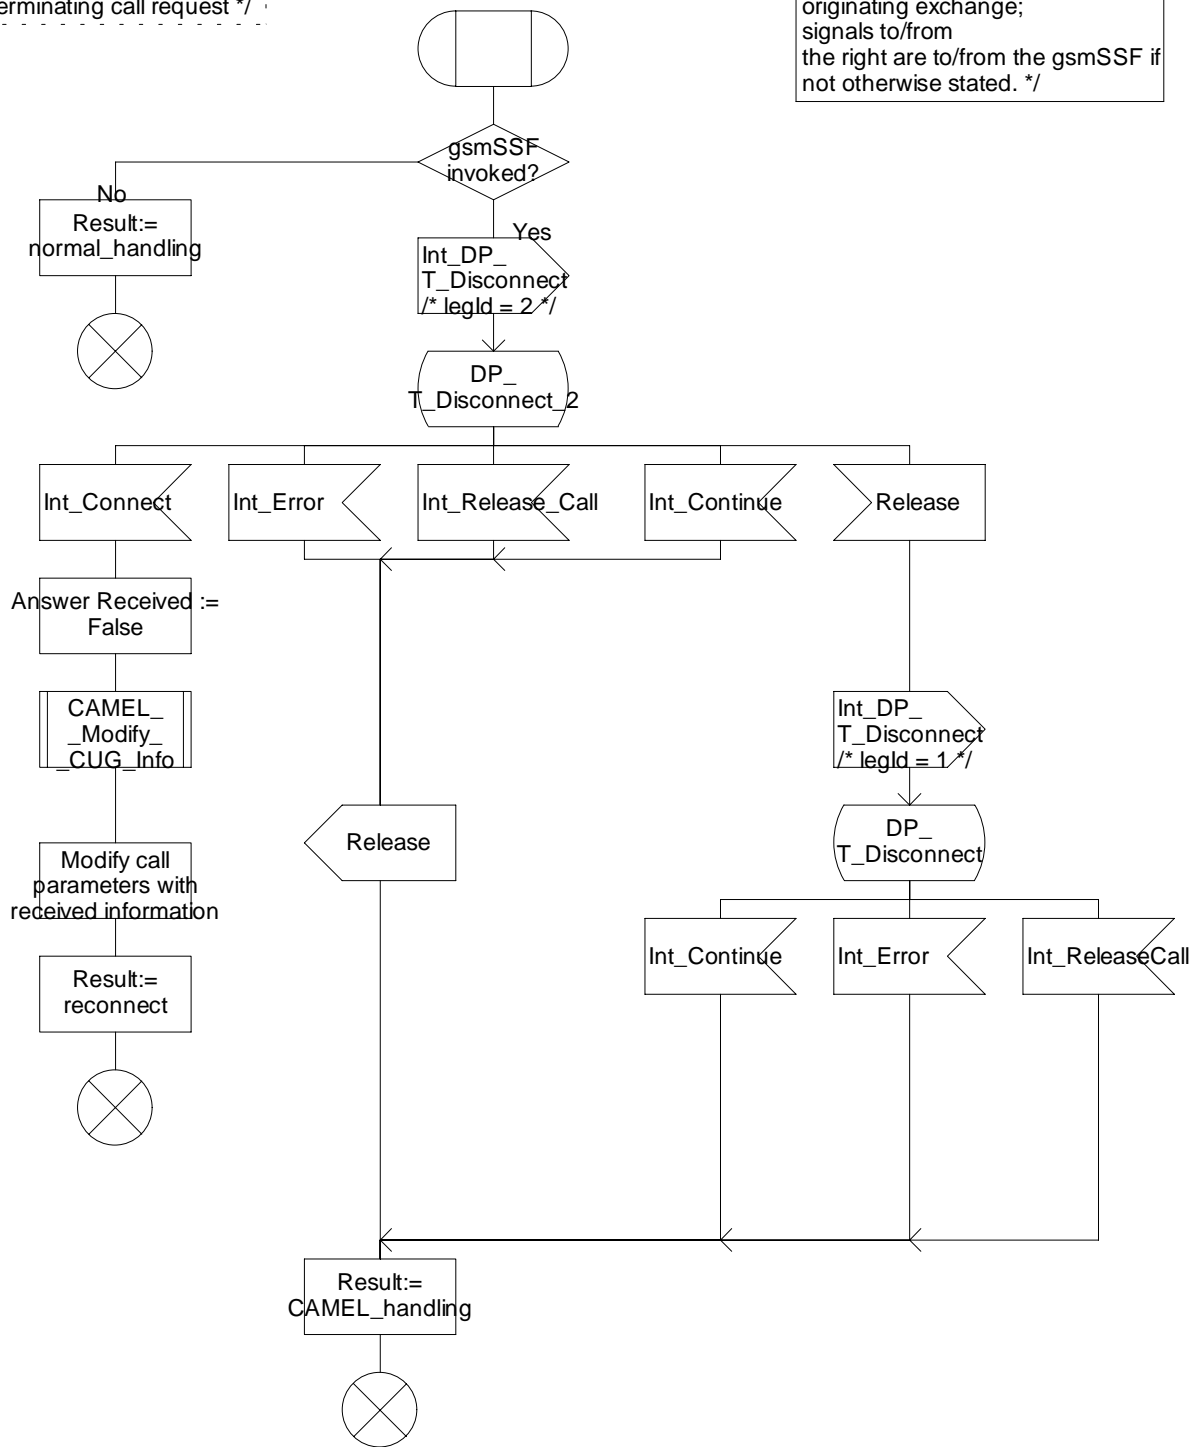 erminating call request */
originating exchange;
signals to/from
the right are to/from the gsmSSF if
not otherwise stated. */
gsmSSF
invoked?
No
Result:=
normal_handling
Yes
Int_DP_
T_Disconnect
/* legId = 2 */
DP_
T_Disconnect_2
Int_Connect
Int_Error
Int_Release_Call
Int_Continue
Release
Answer Received :=
False
CAMEL_
_Modify_
_CUG_Info
Int_DP_
T_Disconnect
/* legId = 1 */
Release
DP_
T_Disconnect
Modify call
parameters with
received information
Int_Continue
Int_Error
Int_ReleaseCall
Result:=
reconnect
Result:=
CAMEL_handling